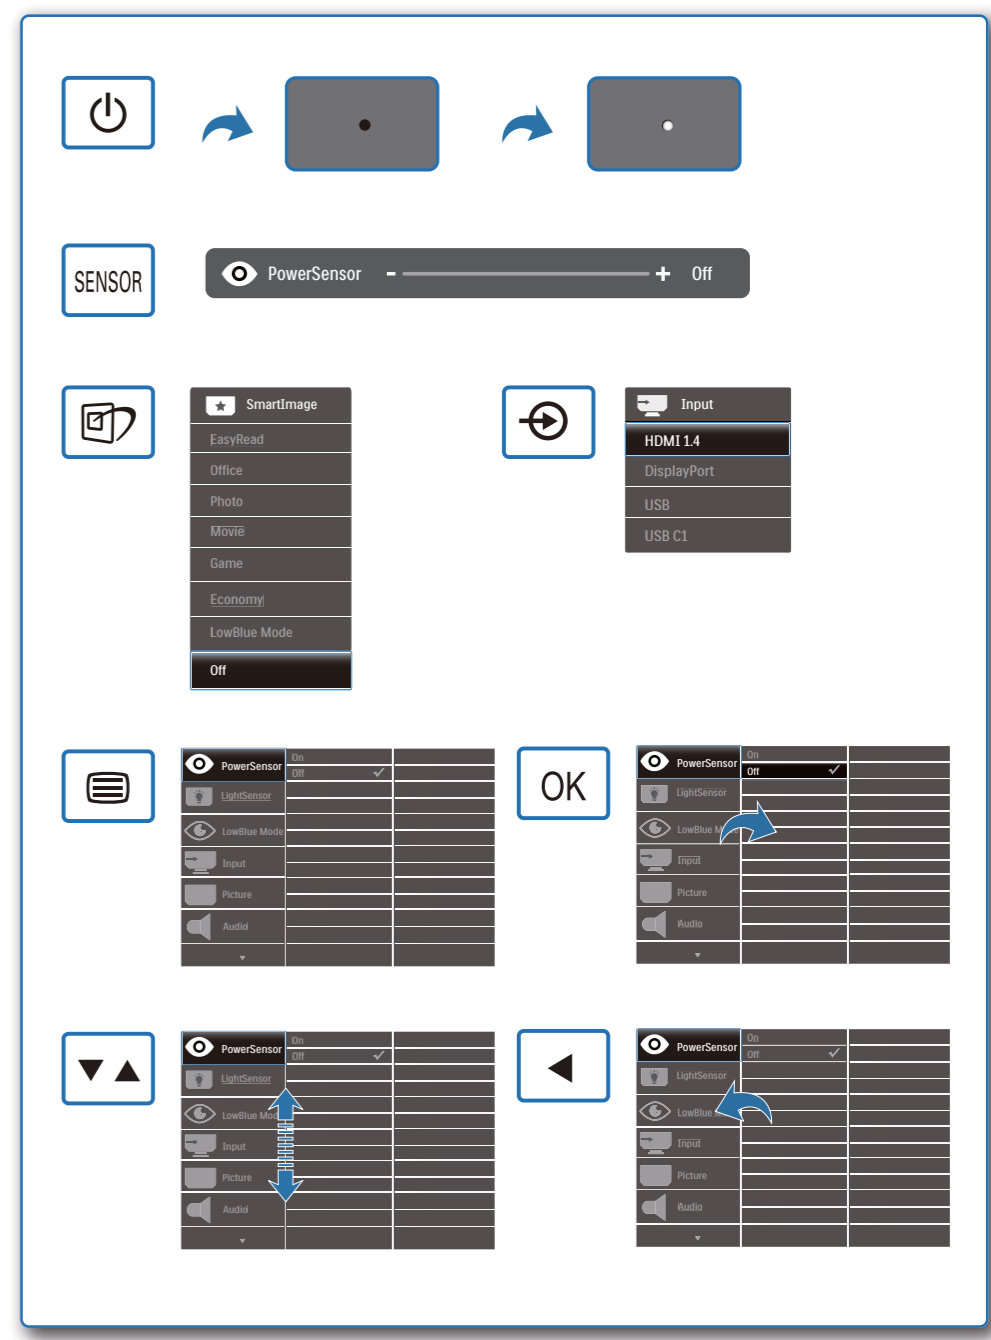 SENSOR
PowerSensor - + Off
SmartImage
EasyRead
Office
Photo
Movie
Game
Economy
LowBlue Mode
Off
Input
HDMI 1.4
DisplayPort
USB
USB C1
PowerSensor
On
Off ✓
LightSensor
LowBlue Mode
Input
Picture
Audio
OK
PowerSensor
On
Off ✓
LightSensor
LowBlue
Input
Picture
Audio
PowerSensor
On
Off ✓
LightSensor
LowBlue Mod
Input
Picture
Audio
PowerSensor
On
Off ✓
LightSensor
LowBlue
Input
Picture
Audio